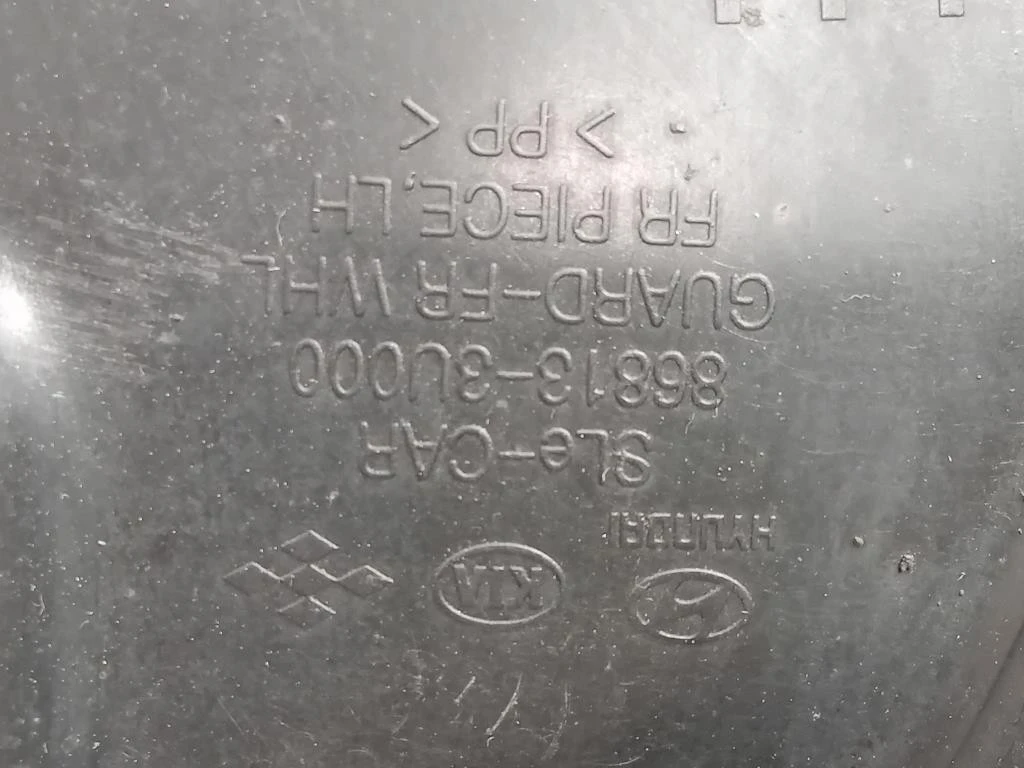 HYUNDAI
KIA
SLe-CAR
86813-3U000
GUARD-FR WHL
FR PIECE,LH
>PP<